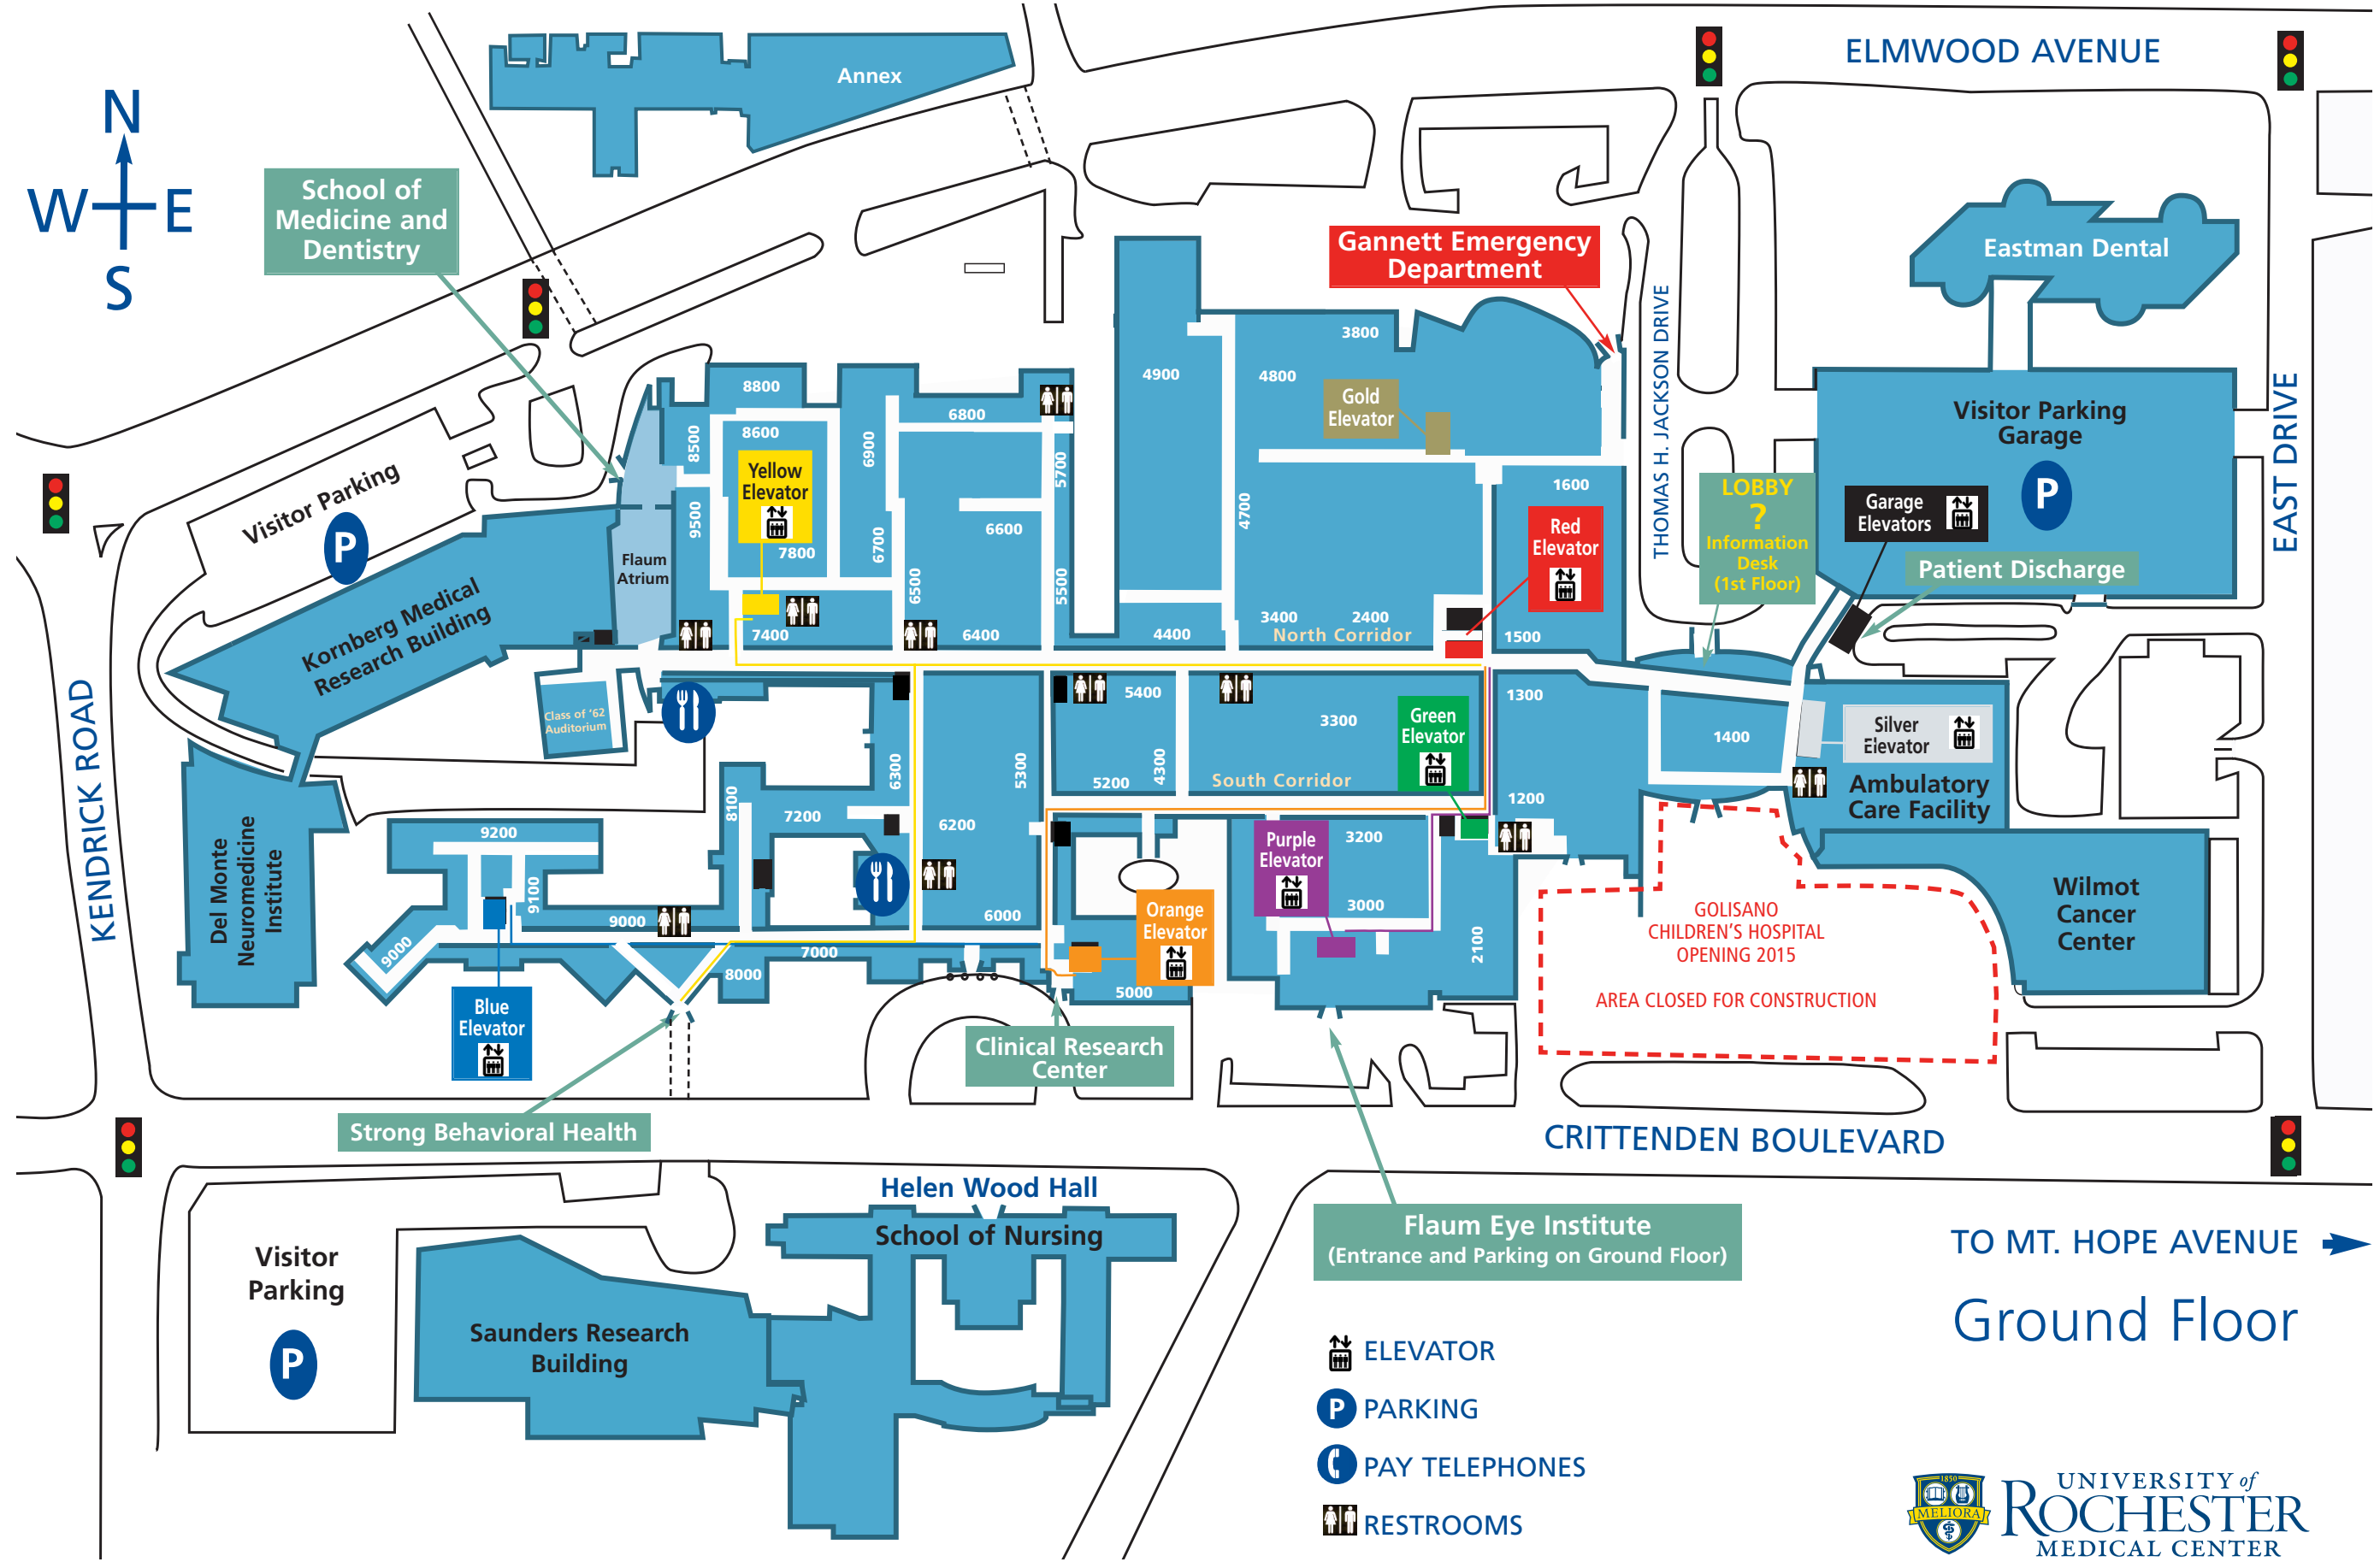 ELMWOOD AVENUE
Annex
N
W E
S
School of
Medicine and
Dentistry
Gannett Emergency
Department
Eastman Dental
THOMAS H. JACKSON DRIVE
EAST DRIVE
KENDRICK ROAD
Visitor Parking
P
Visitor Parking
Garage
P
3800
4900
4800
Gold
Elevator
8800
8600
8500
6900
6800
5700
Yellow
Elevator
9500
7800
6700
6600
6500
5500
4700
1600
Red
Elevator
LOBBY
?
Information
Desk
(1st Floor)
Garage
Elevators
Patient Discharge
Flaum
Atrium
Kornberg Medical
Research Building
7400
6400
4400
3400
2400
North Corridor
1500
Class of '62
Auditorium
5400
3300
1300
Green
Elevator
1400
Silver
Elevator
Ambulatory
Care Facility
6300
5300
4300
5200
South Corridor
1200
8100
7200
6200
9200
9100
Del Monte
Neuromedicine
Institute
Purple
Elevator
3200
3000
2100
Orange
Elevator
6000
9000
9000
7000
8000
5000
Blue
Elevator
Clinical Research
Center
Wilmot
Cancer
Center
GOLISANO
CHILDREN'S HOSPITAL
OPENING 2015
AREA CLOSED FOR CONSTRUCTION
Strong Behavioral Health
CRITTENDEN BOULEVARD
Helen Wood Hall
School of Nursing
Flaum Eye Institute
(Entrance and Parking on Ground Floor)
TO MT. HOPE AVENUE
Ground Floor
Visitor
Parking
P
Saunders Research
Building
ELEVATOR
P PARKING
PAY TELEPHONES
RESTROOMS
1850
MELIORA
UNIVERSITY of
ROCHESTER
MEDICAL CENTER